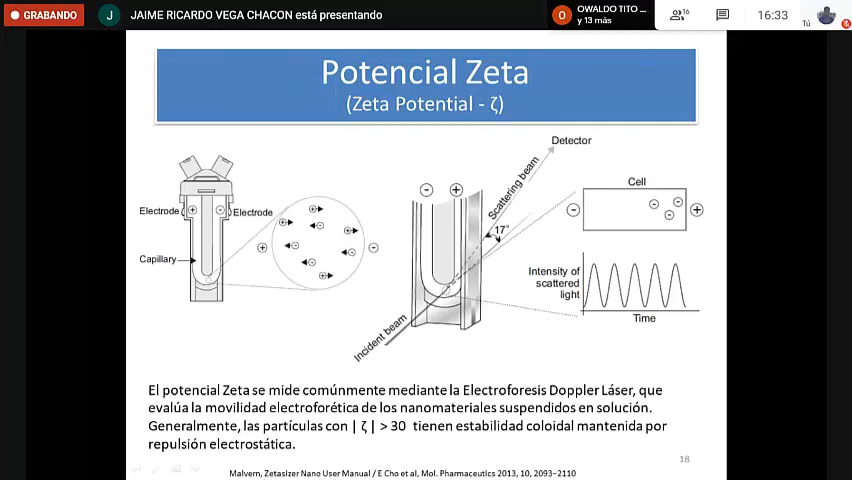 GRABANDO
J
JAIME RICARDO VEGA CHACON está presentando
O
OWALDO TITO ...
y 13 más
16
16:33
Tú
Potencial Zeta
(Zeta Potential - ζ)
Detector
Scattering beam
Electrode
Electrode
Capillary
17°
Incident beam
Cell
Intensity of
scattered
light
Time
El potencial Zeta se mide comúnmente mediante la Electroforesis Doppler Láser, que
evalúa la movilidad electroforética de los nanomateriales suspendidos en solución.
Generalmente, las partículas con | ζ | > 30 tienen estabilidad coloidal mantenida por
repulsión electrostática.
18
Malvern, Zetasizer Nano User Manual / E Cho et al, Mol. Pharmaceutics 2013, 10, 2093−2110